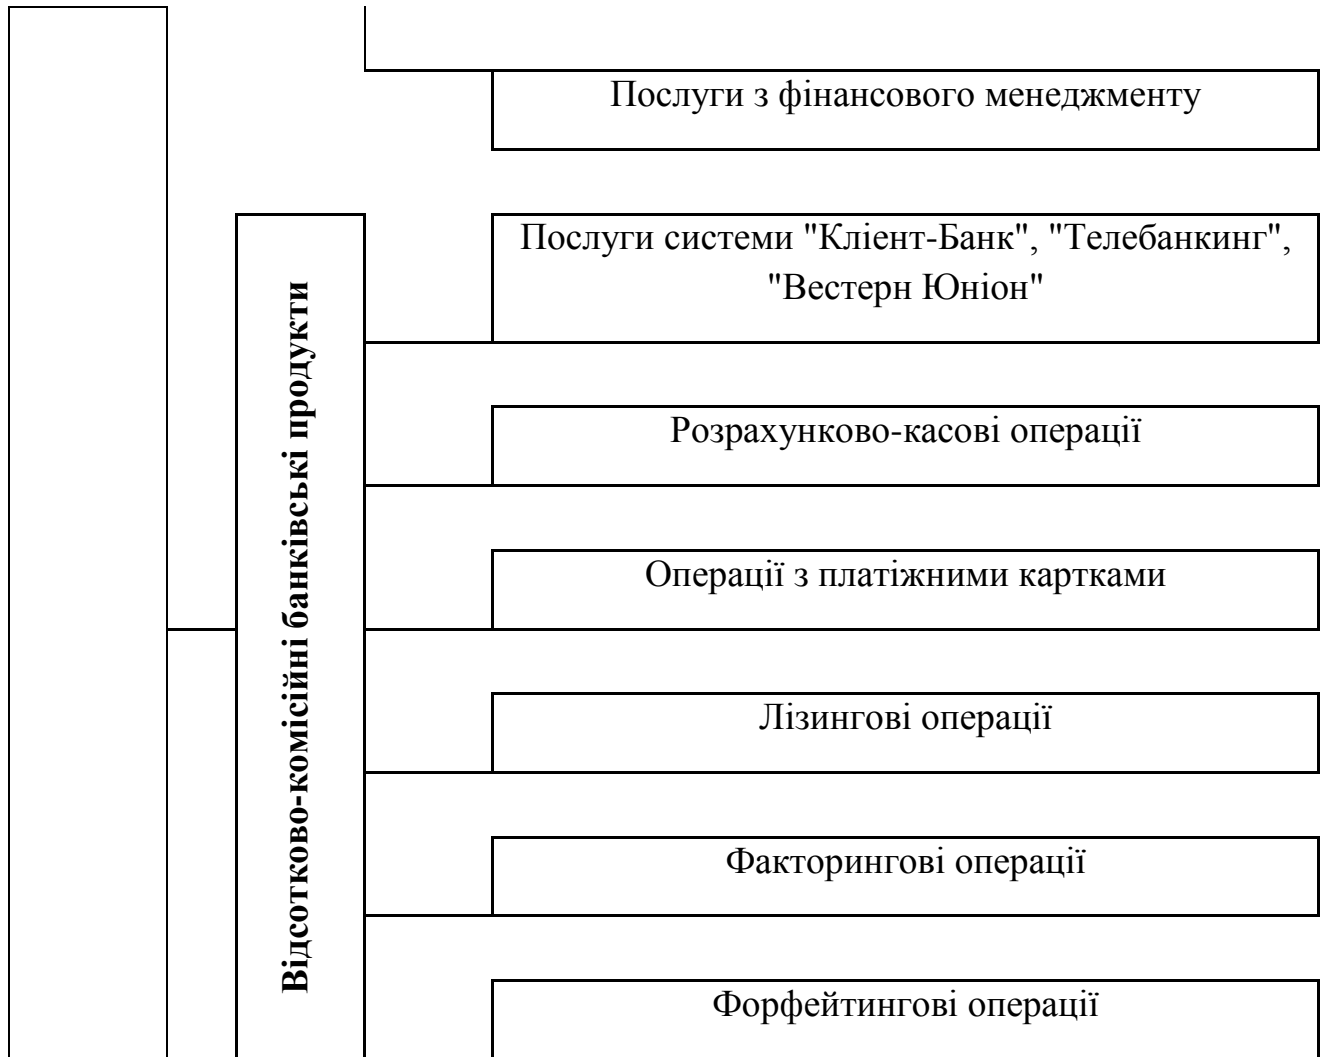 Послуги з фінансового менеджменту
Послуги системи "Клієнт-Банк", "Телебанкинг",
"Вестерн Юніон"
Відсотково-комісійні банківські продукти
Розрахунково-касові операції
Операції з платіжними картками
Лізингові операції
Факторингові операції
Форфейтингові операції